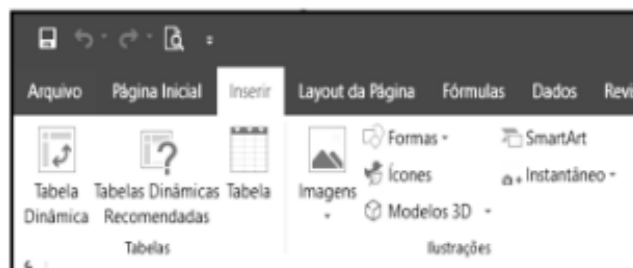 Arquivo Página Inicial Inserir Layout da Página Fórmulas Dados Revi
Tabela Dinâmica
Tabelas Dinâmicas Recomendadas
Tabela
Tabelas
Imagens
Formas
Ícones
Modelos 3D
SmartArt
Instantâneo
Ilustrações